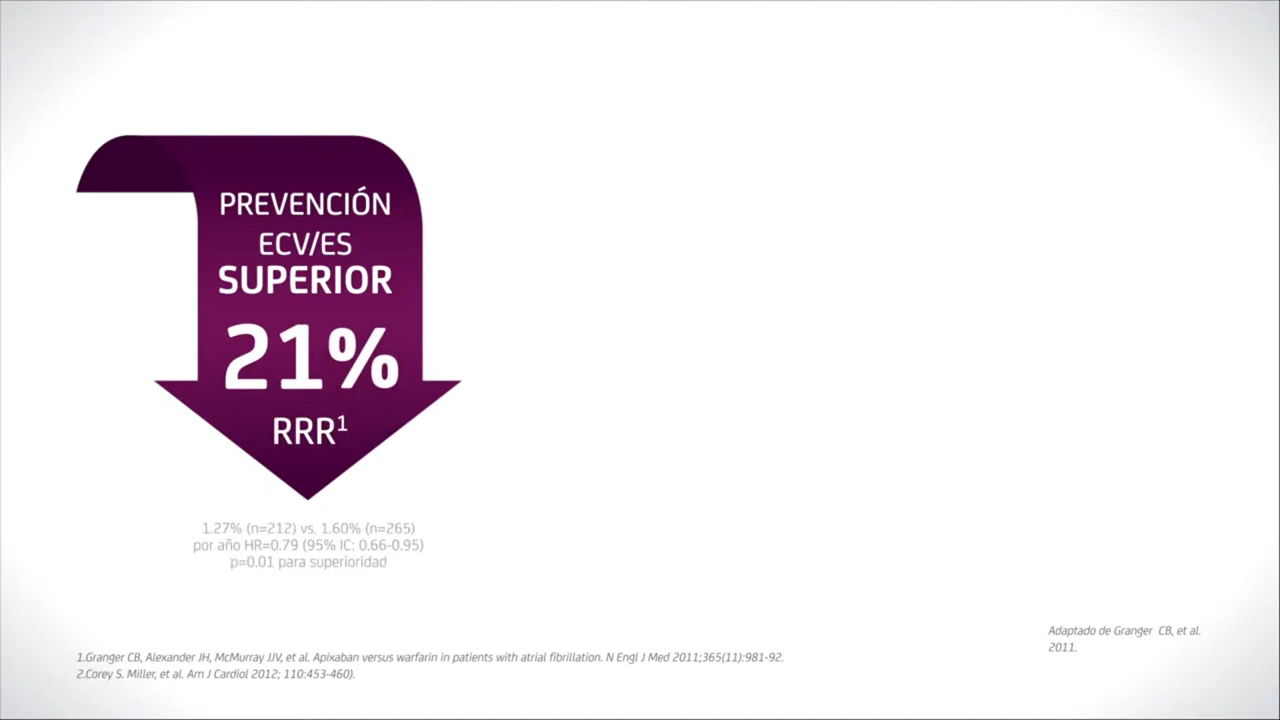 PREVENCIÓN
ECV/ES
SUPERIOR
21%
RRR¹
1.27% (n=212) vs. 1.60% (n=265)
por año HR=0.79 (95% IC: 0.66-0.95)
p=0.01 para superioridad
Adaptado de Granger CB, et al.
2011.
1.Granger CB, Alexander JH, McMurray JJV, et al. Apixaban versus warfarin in patients with atrial fibrillation. N Engl J Med 2011;365(11):981-92.
2.Corey S. Miller, et al. Am J Cardiol 2012; 110:453-460).